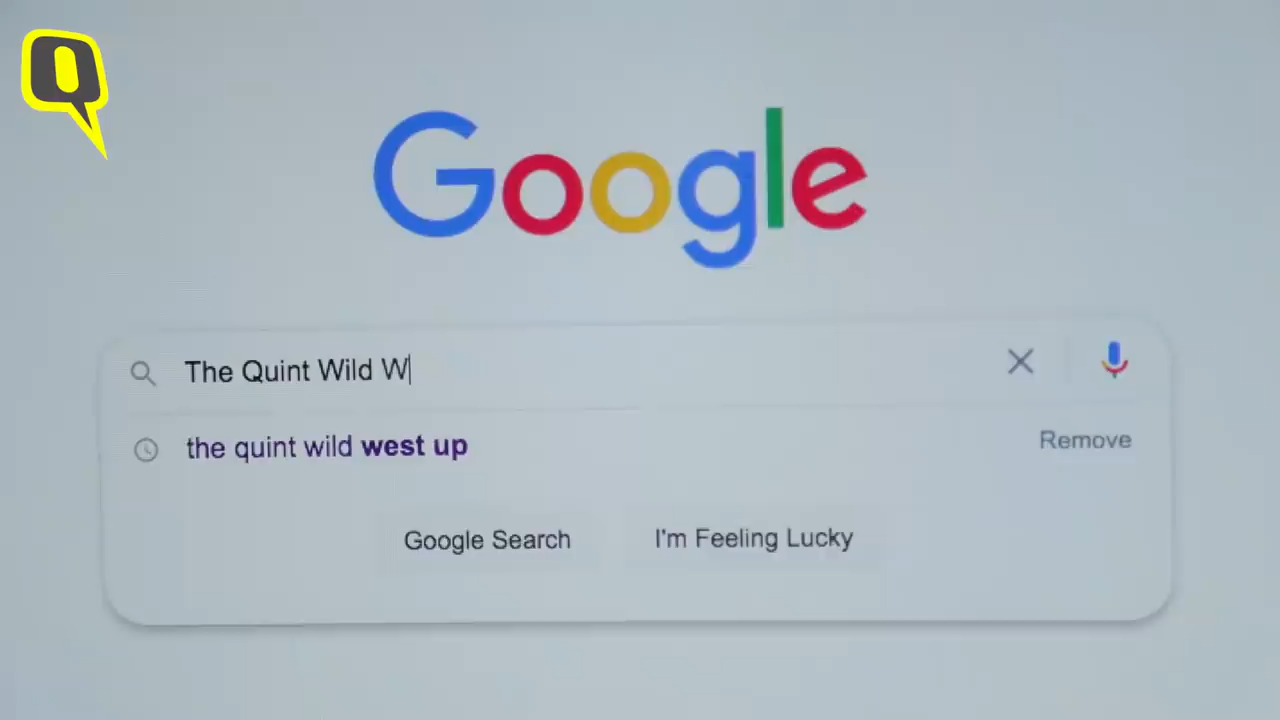 Q
Google
The Quint Wild W
the quint wild west up
Remove
Google Search
I'm Feeling Lucky